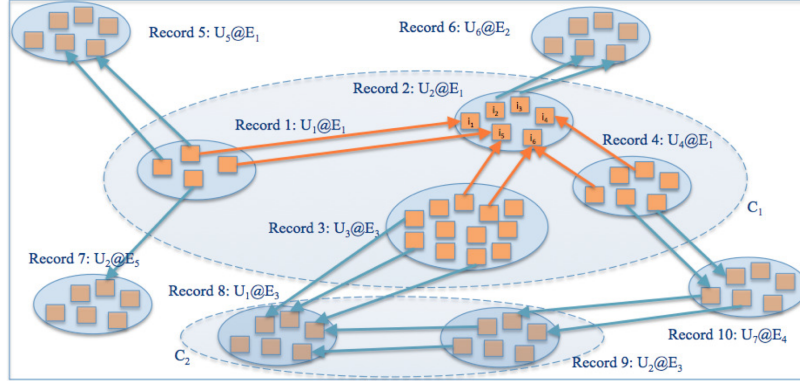 Record 5: U5@E1
Record 6: U6@E2
Record 2: U2@E1
i1
i2
i3
i4
i5
i6
Record 1: U1@E1
Record 4: U4@E1
C1
Record 3: U3@E3
Record 7: U2@E5
Record 8: U1@E3
Record 10: U7@E4
C2
Record 9: U2@E3